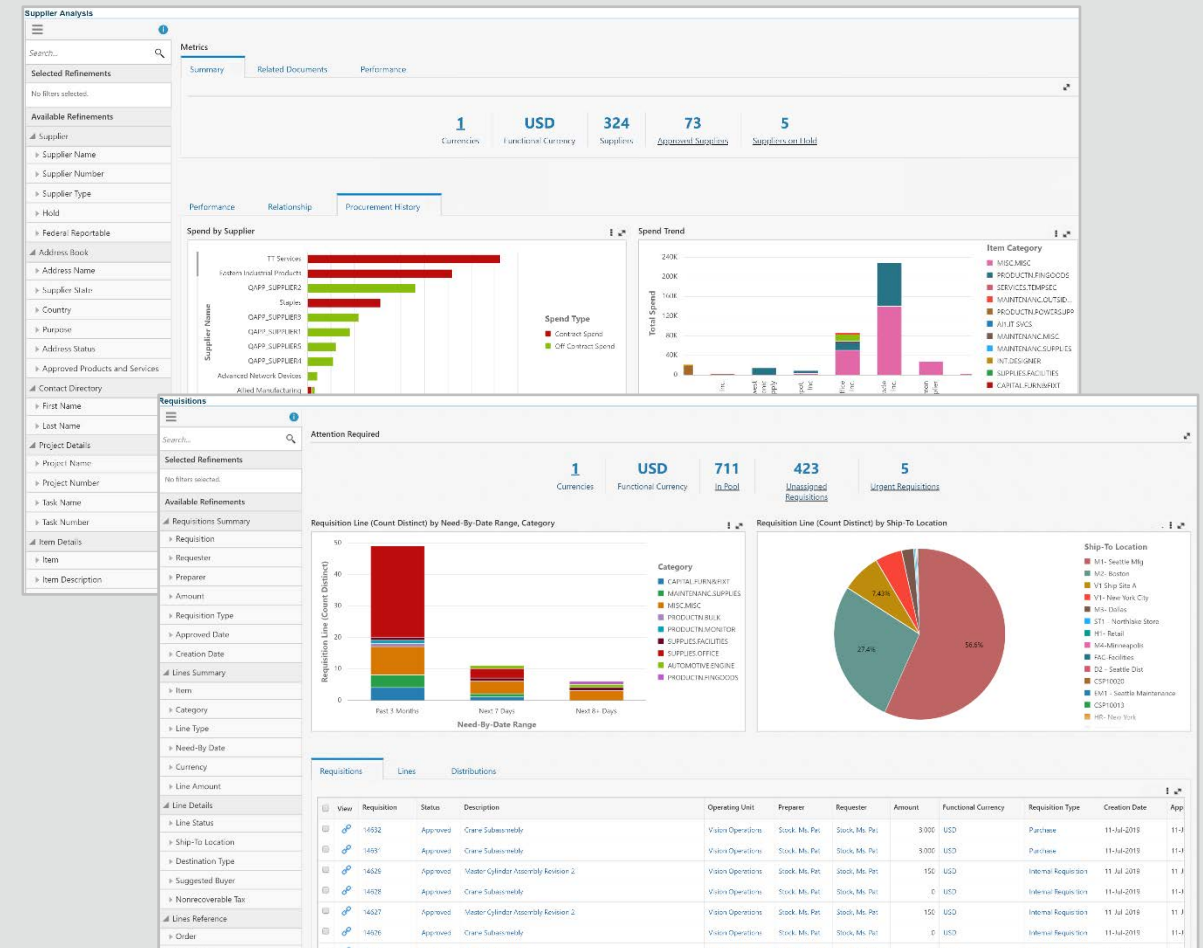 Supplier Analysis
Search...
Selected Refinements
No filters selected.
Available Refinements
Supplier
Supplier Name
Supplier Number
Supplier Type
Hold
Federal Reportable
Address Book
Address Name
Supplier State
Country
Purpose
Address Status
Approved Products and Services
Contact Directory
First Name
Last Name
Project Details
Project Name
Project Number
Task Name
Task Number
Item Details
Item
Item Description
Metrics
Summary Related Documents Performance
1 USD 324 73 5
Currencies Functional Currency Suppliers Approved Suppliers Suppliers on Hold
Performance Relationship Procurement History
Spend by Supplier
Supplier Name
TT Services
Eastern Industrial Products
QAPP_SUPPLIER2
Staples
QAPP_SUPPLIER3
QAPP_SUPPLIER1
QAPP_SUPPLIER5
QAPP_SUPPLIER4
Advanced Network Devices
Allied Manufacturing
Spend Type
Contract Spend
Off Contract Spend
Spend Trend
Total Spend
240K
200K
160K
120K
80K
40K
0
Item Category
MISC.MISC
PRODUCTN.FINGOODS
SERVICES.TEMPSEC
MAINTENANC.OUTSID...
PRODUCTN.POWERSUPP
MAINTENANC.MISC
MAINTENANC.SUPPLIES
INT.DESIGNER
SUPPLIES.FACILITIES
CAPITAL.FURN&FIXT
Requisitions
Search...
Selected Refinements
No filters selected.
Available Refinements
Requisitions Summary
Requisition
Requester
Preparer
Amount
Requisition Type
Approved Date
Creation Date
Lines Summary
Item
Category
Line Type
Need-By Date
Currency
Line Amount
Line Details
Line Status
Ship-To Location
Destination Type
Suggested Buyer
Nonrecoverable Tax
Lines Reference
Order
Attention Required
1 USD 711 423 5
Currencies Functional Currency In Pool Unassigned Requisitions Urgent Requisitions
Requisition Line (Count Distinct) by Need-By-Date Range, Category
Requisition Line (Count Distinct)
50
40
30
20
10
0
Past 3 Months Next 7 Days Next 8+ Days
Need-By-Date Range
Category
CAPITAL.FURN&FIXT
MAINTENANC.SUPPLIES
MISC.MISC
PRODUCTN.BULK
PRODUCTN.MONITOR
SUPPLIES.FACILITIES
SUPPLIES.OFFICE
AUTOMOTIVE.ENGINE
PRODUCTN.FINGOODS
Requisition Line (Count Distinct) by Ship-To Location
7.43%
27.4%
56.6%
Ship-To Location
M1- Seattle Mfg
M2- Boston
V1 Ship Site A
V1- New York City
M3- Dallas
ST1 - Northlake Store
H1- Retail
M4-Minneapolis
FAC-Facilities
D2 - Seattle Dist
CSP10020
EM1 - Seattle Maintenance
CSP10013
HR- New York
Requisitions Lines Distributions
View Requisition Status Description Operating Unit Preparer Requester Amount Functional Currency Requisition Type Creation Date App
14632 Approved Crane Subassmebly Vision Operations Stock, Ms. Pat Stock, Ms. Pat 3,000 USD Purchase 11-Jul-2019 11-J
14631 Approved Crane Subassmebly Vision Operations Stock, Ms. Pat Stock, Ms. Pat 3,000 USD Purchase 11-Jul-2019 11-J
14629 Approved Master Cylinder Assembly Revision 2 Vision Operations Stock, Ms. Pat Stock, Ms. Pat 150 USD Internal Requisition 11-Jul-2019 11-J
14628 Approved Crane Subassmebly Vision Operations Stock, Ms. Pat Stock, Ms. Pat 0 USD Internal Requisition 11-Jul-2019 11-J
14627 Approved Master Cylinder Assembly Revision 2 Vision Operations Stock, Ms. Pat Stock, Ms. Pat 150 USD Internal Requisition 11-Jul-2019 11-J
14626 Approved Crane Subassmebly Vision Operations Stock, Ms. Pat Stock, Ms. Pat 0 USD Internal Requisition 11-Jul-2019 11-J